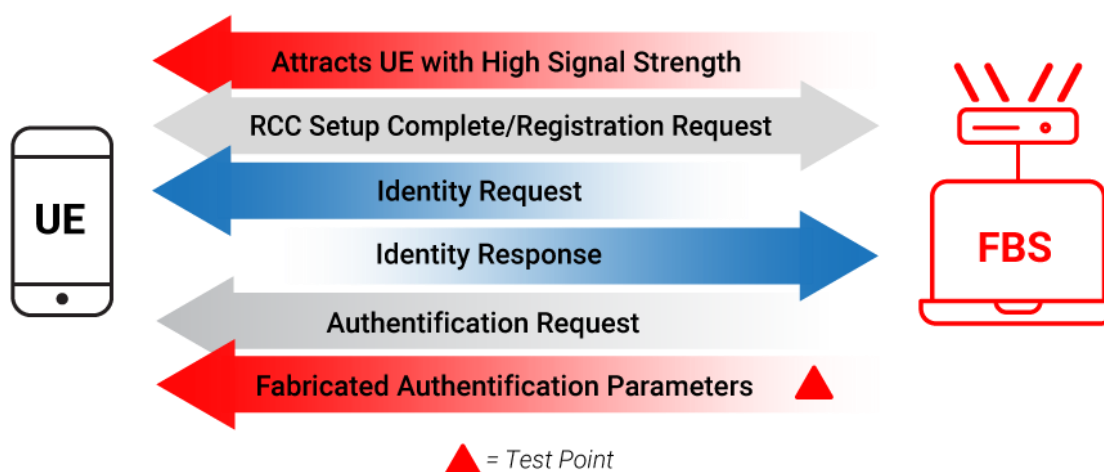 Attracts UE with High Signal Strength
RCC Setup Complete/Registration Request
Identity Request
UE
Identity Response
FBS
Authentification Request
Fabricated Authentification Parameters
= Test Point